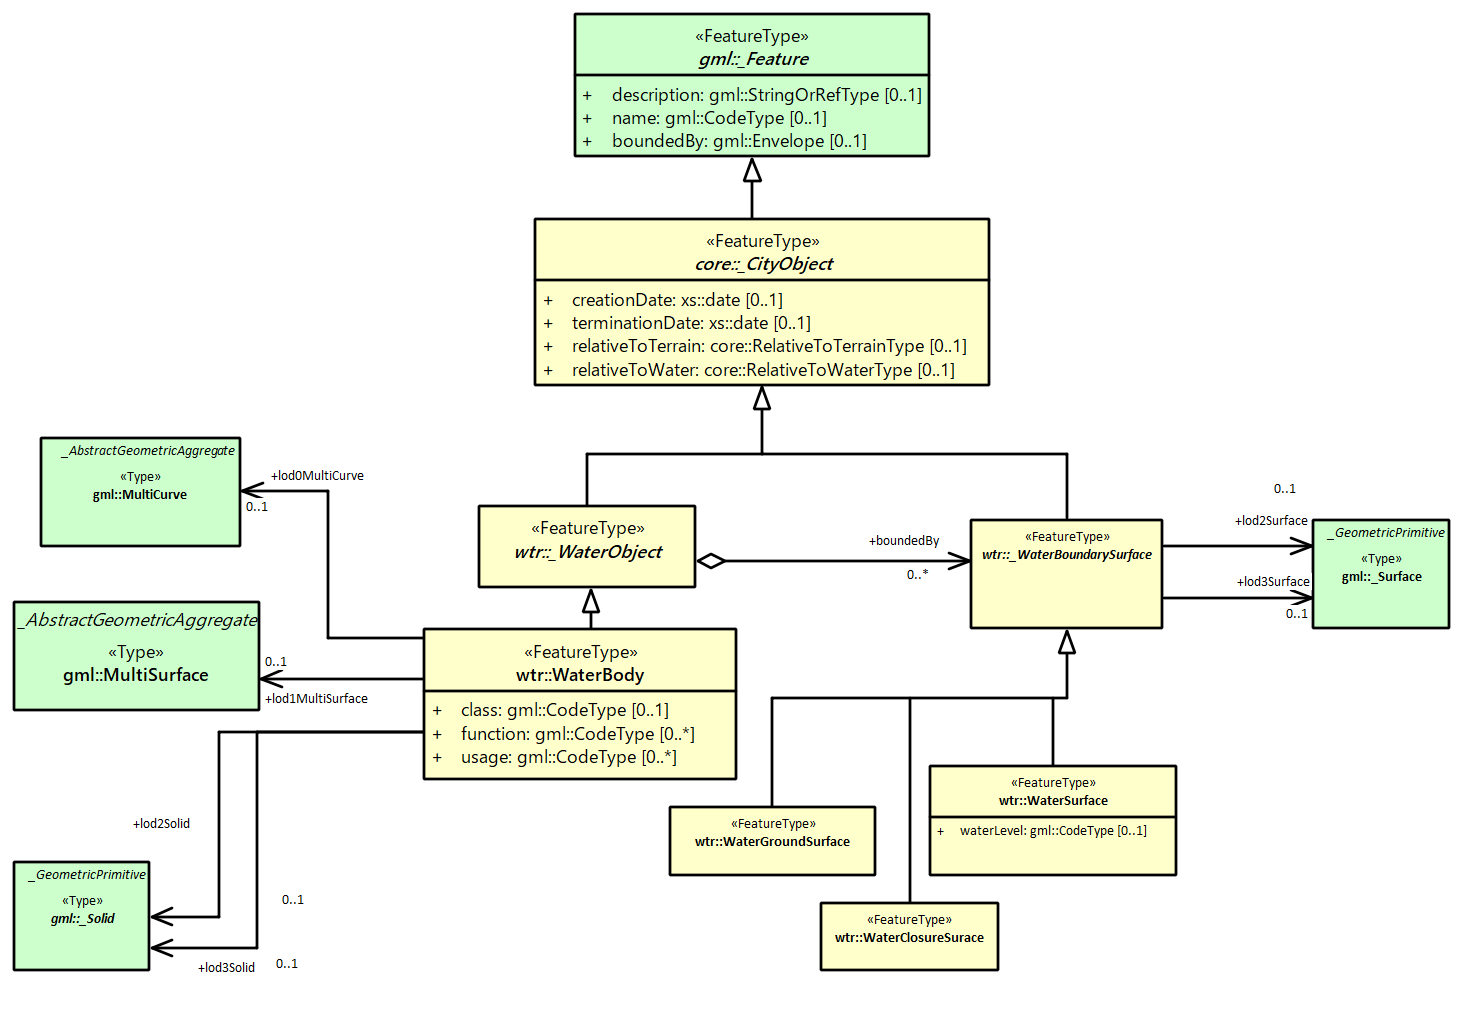 «FeatureType»
gml::_Feature
+ description: gml::StringOrRefType [0..1]
+ name: gml::CodeType [0..1]
+ boundedBy: gml::Envelope [0..1]
«FeatureType»
core::_CityObject
+ creationDate: xs::date [0..1]
+ terminationDate: xs::date [0..1]
+ relativeToTerrain: core::RelativeToTerrainType [0..1]
+ relativeToWater: core::RelativeToWaterType [0..1]
_AbstractGeometricAggregate
«Type»
gml::MultiCurve
+lod0MultiCurve
0..1
«FeatureType»
wtr::_WaterObject
+boundedBy
0..*
«FeatureType»
wtr::_WaterBoundarySurface
0..1
+lod2Surface
+lod3Surface
0..1
_GeometricPrimitive
«Type»
gml::_Surface
_AbstractGeometricAggregate
«Type»
gml::MultiSurface
0..1
+lod1MultiSurface
«FeatureType»
wtr::WaterBody
+ class: gml::CodeType [0..1]
+ function: gml::CodeType [0..*]
+ usage: gml::CodeType [0..*]
«FeatureType»
wtr::WaterSurface
+ waterLevel: gml::CodeType [0..1]
«FeatureType»
wtr::WaterGroundSurface
«FeatureType»
wtr::WaterClosureSurace
+lod2Solid
0..1
_GeometricPrimitive
«Type»
gml::_Solid
+lod3Solid
0..1